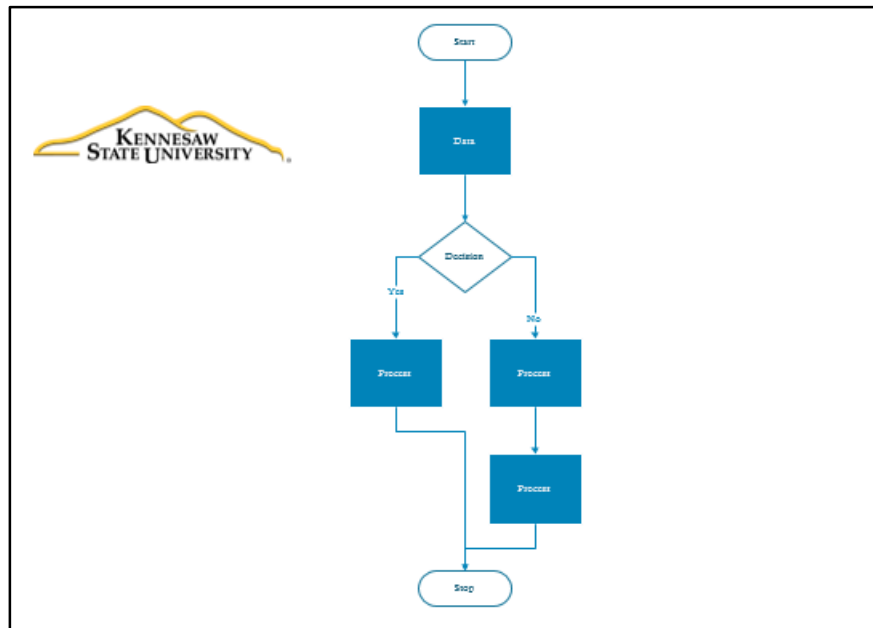 Start
KENNESAW
STATE UNIVERSITY
Data
Decision
Yes
No
Process
Process
Process
Stop